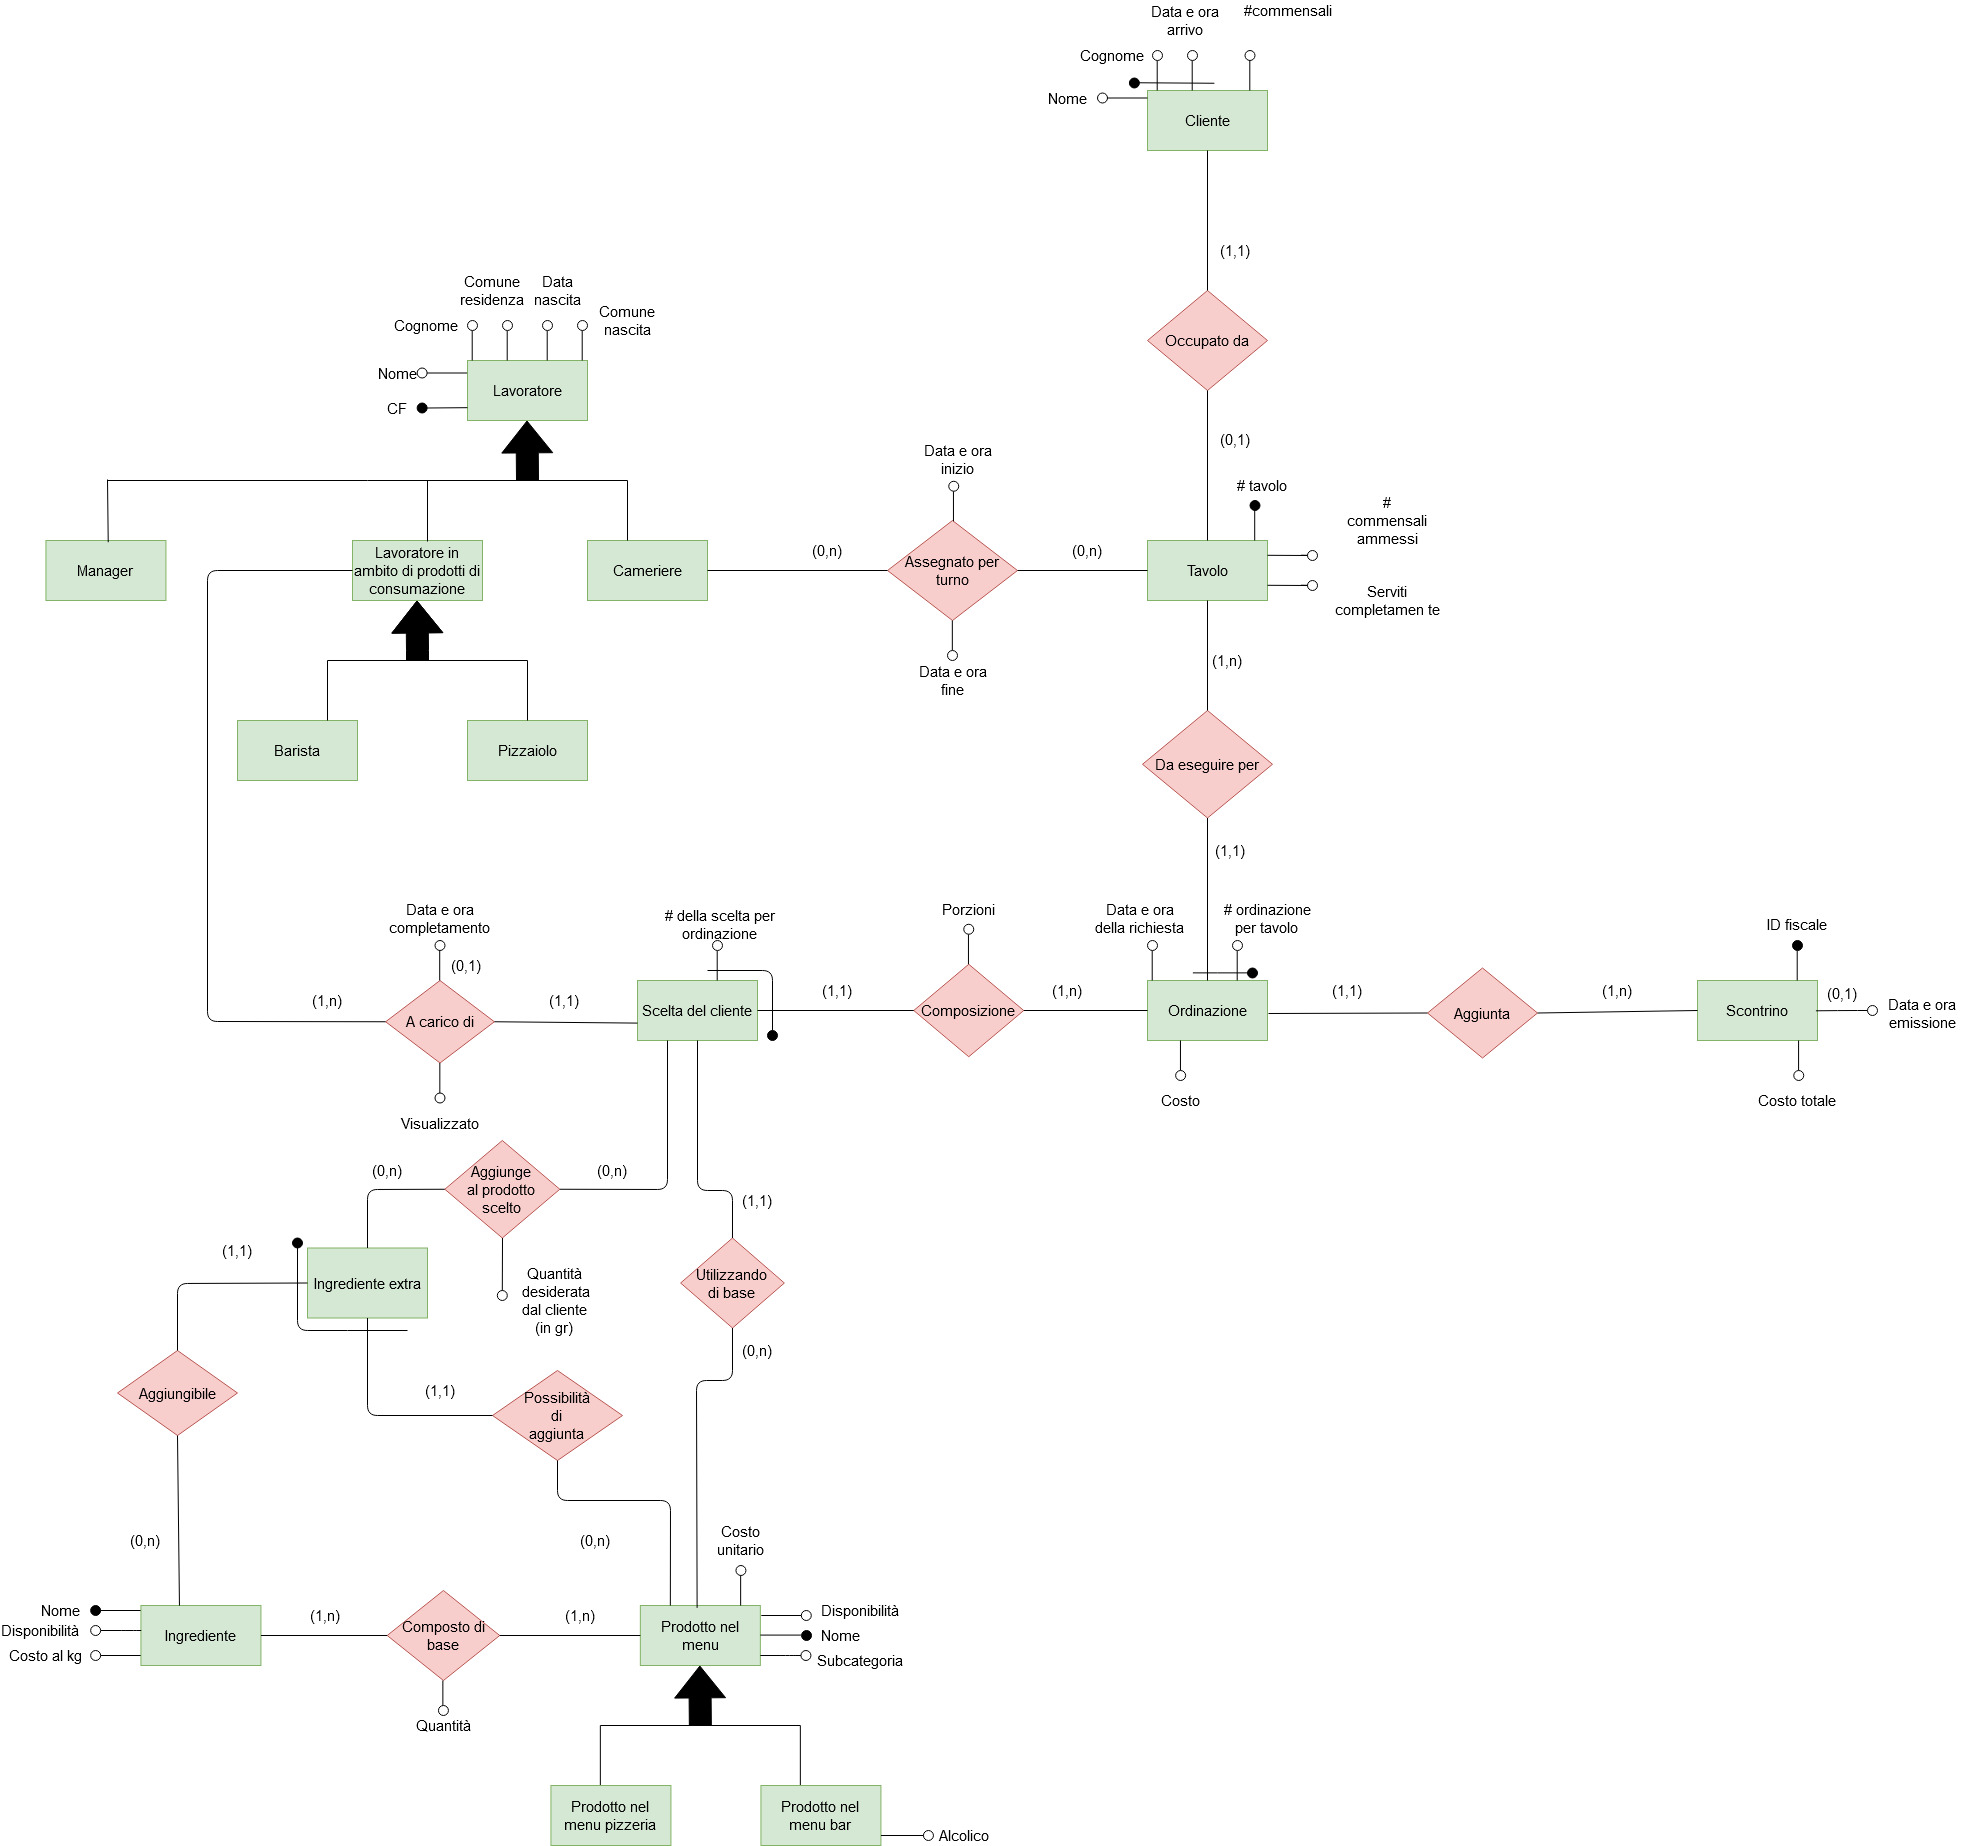 Data e ora
arrivo
#commensali
Cognome
Nome
Cliente
(1,1)
Occupato da
(0,1)
Comune
residenza
Data
nascita
Comune
nascita
Cognome
Nome
CF
Lavoratore
Manager
Lavoratore in
ambito di prodotti di
consumazione
Cameriere
(0,n)
Data e ora
inizio
Assegnato per
turno
Data e ora
fine
(0,n)
# tavolo
#
commensali
ammessi
Tavolo
Serviti
completamen te
Barista
Pizzaiolo
(1,n)
Da eseguire per
(1,1)
Data e ora
completamento
(0,1)
(1,n)
A carico di
(1,1)
Visualizzato
# della scelta per
ordinazione
Scelta del cliente
(1,1)
Porzioni
Composizione
(1,n)
Data e ora
della richiesta
# ordinazione
per tavolo
Ordinazione
Costo
(1,1)
Aggiunta
(1,n)
ID fiscale
Scontrino
(0,1)
Data e ora
emissione
Costo totale
(0,n)
Aggiunge
al prodotto
scelto
(0,n)
(1,1)
(1,1)
Ingrediente extra
Quantità
desiderata
dal cliente
(in gr)
Utilizzando
di base
(0,n)
Aggiungibile
(1,1)
Possibilità
di
aggiunta
(0,n)
(0,n)
Costo
unitario
Nome
Disponibilità
Costo al kg
Ingrediente
(1,n)
Composto di
base
(1,n)
Quantità
Prodotto nel
menu
Disponibilità
Nome
Subcategoria
Prodotto nel
menu pizzeria
Prodotto nel
menu bar
Alcolico